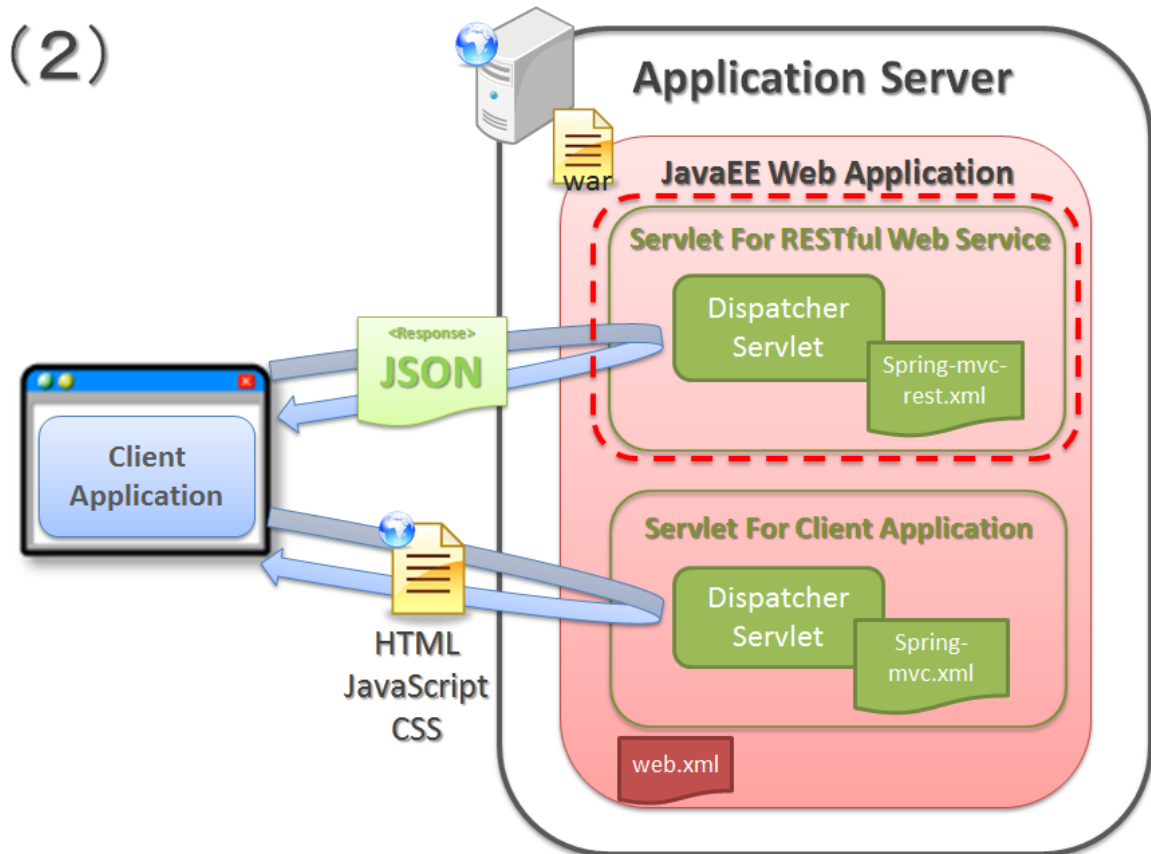 (2)
Application Server
war
JavaEE Web Application
Servlet For RESTful Web Service
Dispatcher
Servlet
Spring-mvc-
rest.xml
<Response>
JSON
Client
Application
Servlet For Client Application
Dispatcher
Servlet
Spring-
mvc.xml
HTML
JavaScript
CSS
web.xml